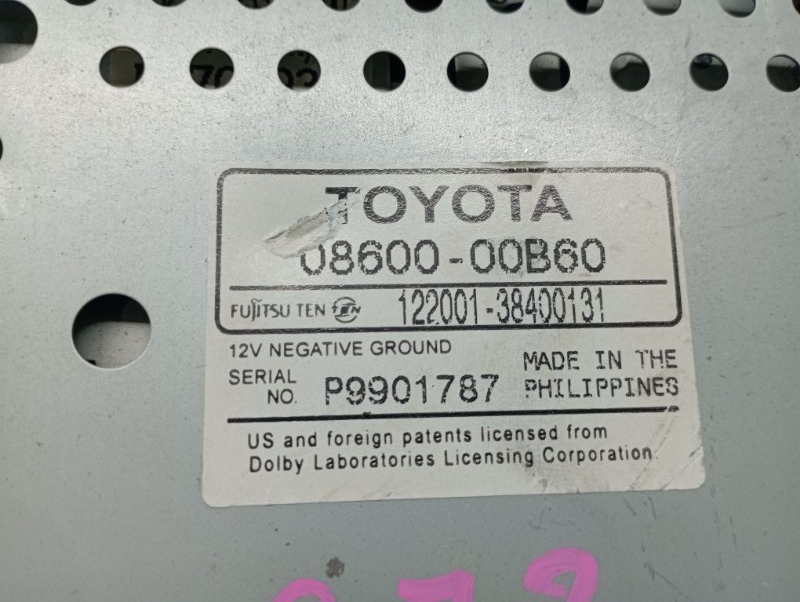 TOYOTA
08600-00B60
FUJITSU TEN TEN 122001-38400131
12V NEGATIVE GROUND
SERIAL NO. P9901787
MADE IN THE PHILIPPINES
US and foreign patents licensed from
Dolby Laboratories Licensing Corporation.